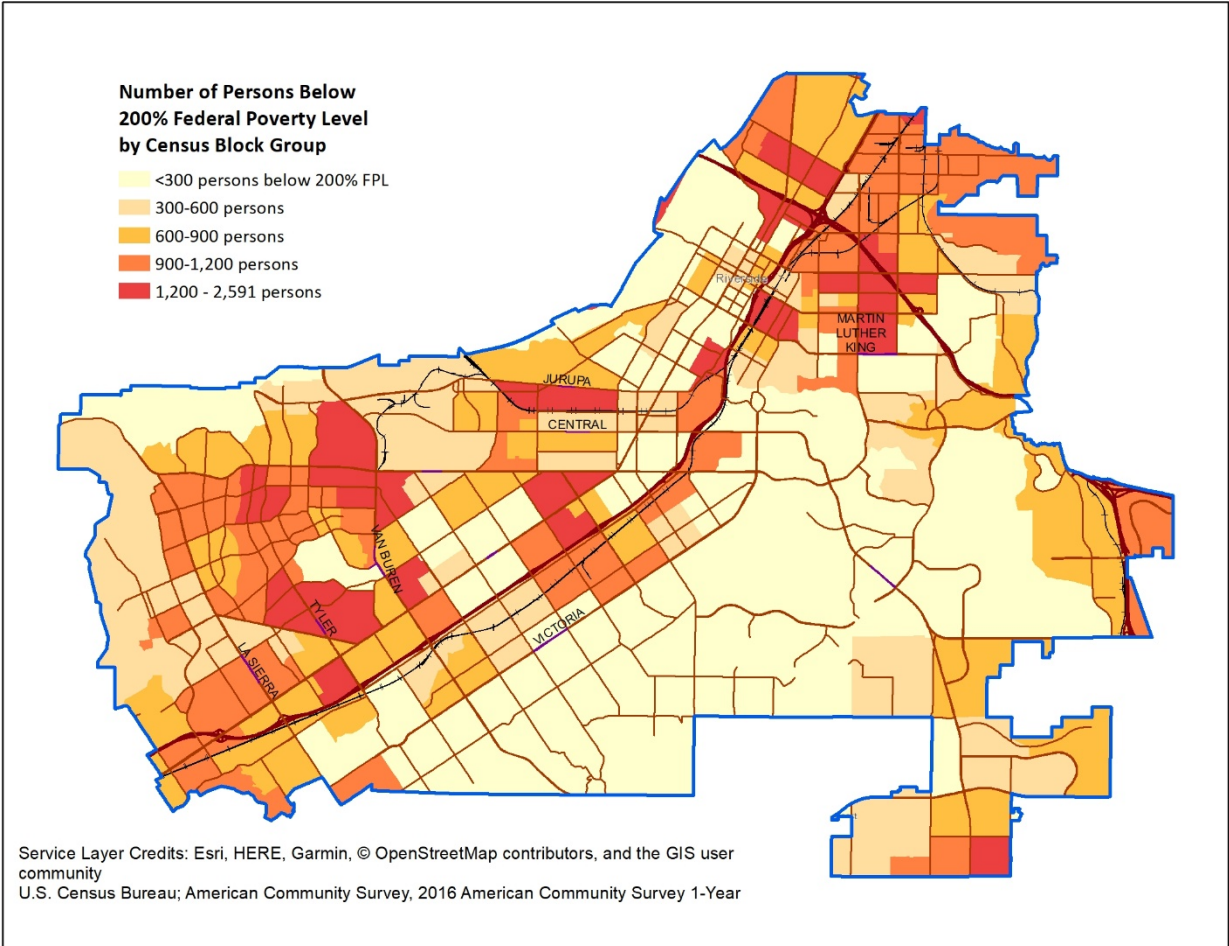 Number of Persons Below
200% Federal Poverty Level
by Census Block Group
<300 persons below 200% FPL
300-600 persons
600-900 persons
900-1,200 persons
1,200 - 2,591 persons
Riverside
MARTIN
LUTHER
KING
JURUPA
CENTRAL
VAN BUREN
TYLER
VICTORIA
LA SIERRA
Service Layer Credits: Esri, HERE, Garmin, © OpenStreetMap contributors, and the GIS user
community
U.S. Census Bureau; American Community Survey, 2016 American Community Survey 1-Year